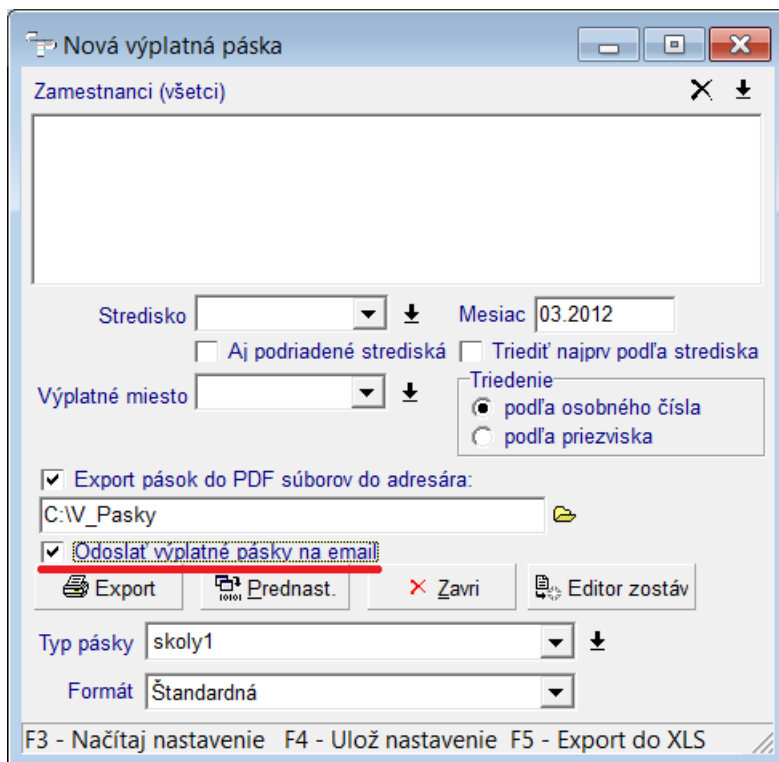 Nová výplatná páska
Zamestnanci (všetci)
Stredisko
Mesiac 03.2012
Aj podriadené strediská
Triediť najprv podľa strediska
Výplatné miesto
Triedenie
podľa osobného čísla
podľa priezviska
Export pások do PDF súborov do adresára:
C:\V_Pasky
Odoslať výplatné pásky na email
Export Prednast. Zavri Editor zostáv
Typ pásky skoly1
Formát Štandardná
F3 - Načítaj nastavenie F4 - Ulož nastavenie F5 - Export do XLS